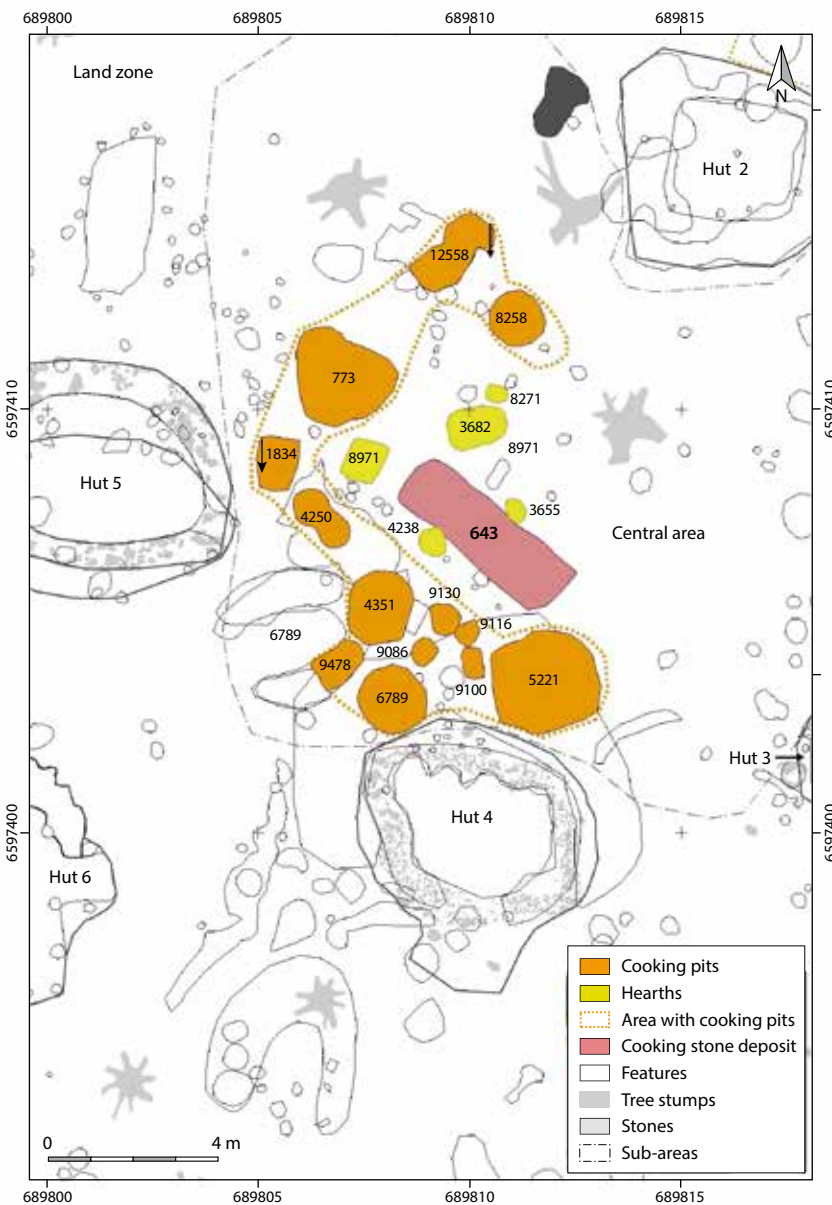 689800
689805
689810
689815
Land zone
N
Hut 2
12558
8258
773
8271
6597410
6597410
3682
8971
1834
8971
Hut 5
4250
4238
643
3655
Central area
9130
4351
9116
6789
9086
9478
9100
5221
6789
Hut 3
Hut 4
6597400
6597400
Hut 6
Cooking pits
Hearths
Area with cooking pits
Cooking stone deposit
Features
Tree stumps
Stones
Sub-areas
0 4 m
689800
689805
689810
689815